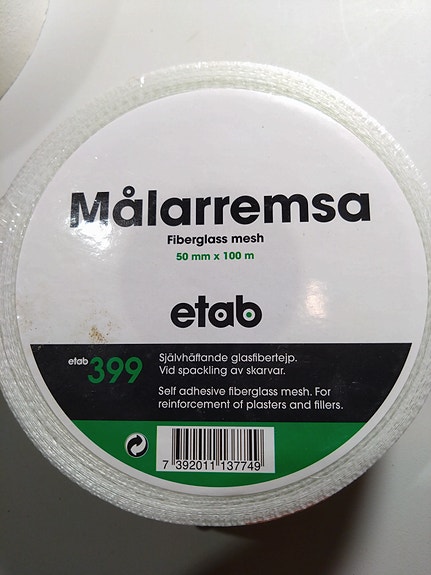 Målarremsa
Fiberglass mesh
50 mm x 100 m
etab
etab 399
Självhäftande glasfibertejp.
Vid spackling av skarvar.
Self adhesive fiberglass mesh. For
reinforcement of plasters and fillers.
7 392011 137749